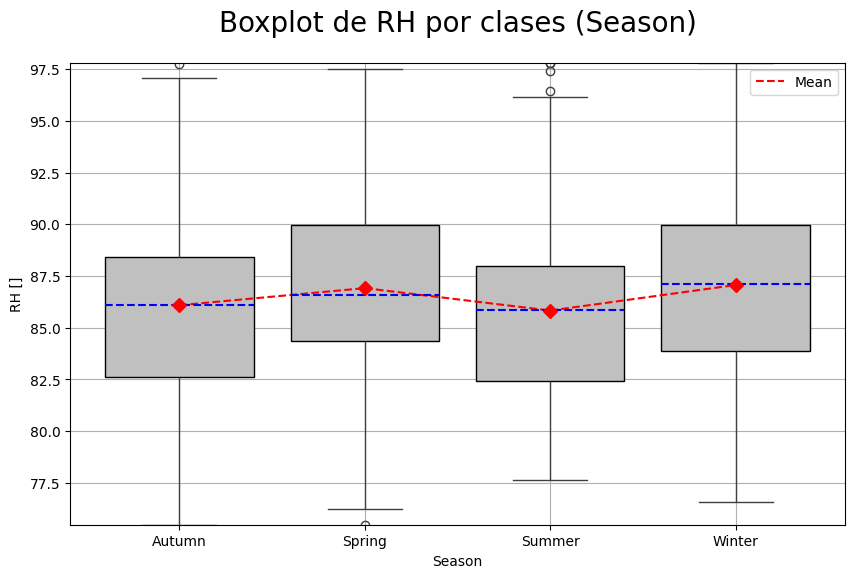 Boxplot de RH por clases (Season)
Mean
97.5
95.0
92.5
90.0
87.5
85.0
82.5
80.0
77.5
RH []
Autumn Spring Summer Winter
Season